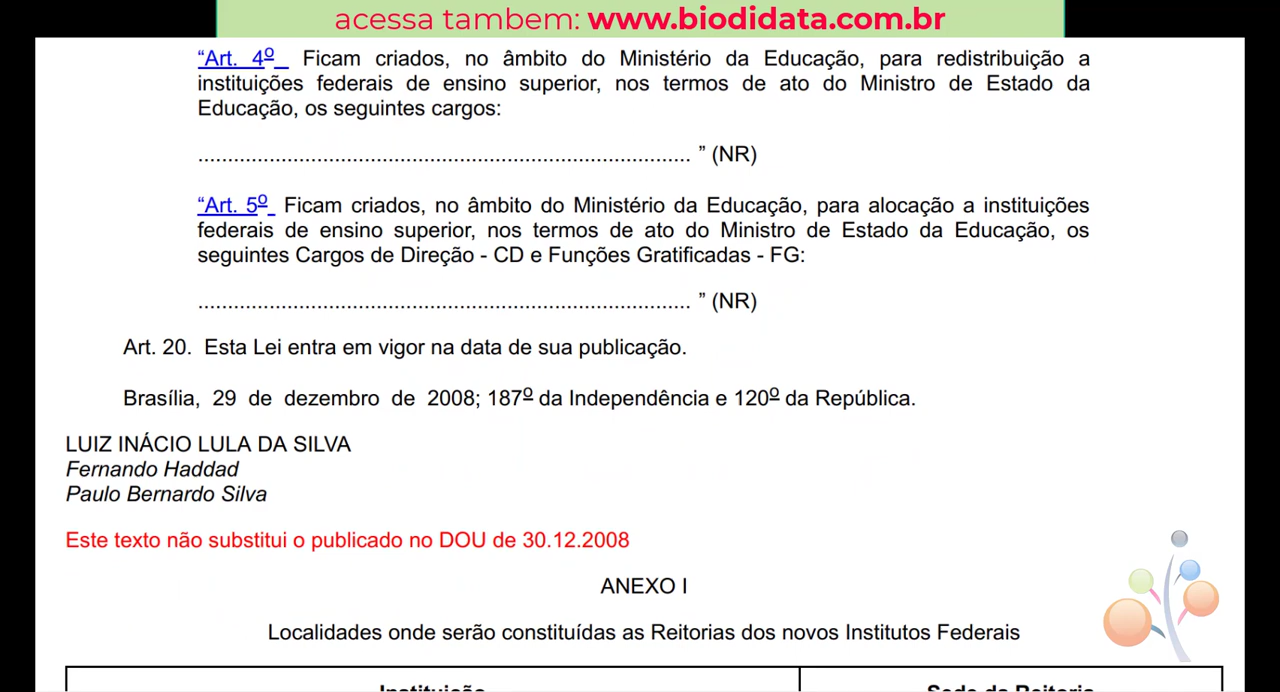 acessa tambem: www.biodidata.com.br
“Art. 4º Ficam criados, no âmbito do Ministério da Educação, para redistribuição a
instituições federais de ensino superior, nos termos de ato do Ministro de Estado da
Educação, os seguintes cargos:
................................................................................... ” (NR)
“Art. 5º Ficam criados, no âmbito do Ministério da Educação, para alocação a instituições
federais de ensino superior, nos termos de ato do Ministro de Estado da Educação, os
seguintes Cargos de Direção - CD e Funções Gratificadas - FG:
................................................................................... ” (NR)
Art. 20. Esta Lei entra em vigor na data de sua publicação.
Brasília, 29 de dezembro de 2008; 187º da Independência e 120º da República.
LUIZ INÁCIO LULA DA SILVA
Fernando Haddad
Paulo Bernardo Silva
Este texto não substitui o publicado no DOU de 30.12.2008
ANEXO I
Localidades onde serão constituídas as Reitorias dos novos Institutos Federais
Instituição Sede da Reitoria